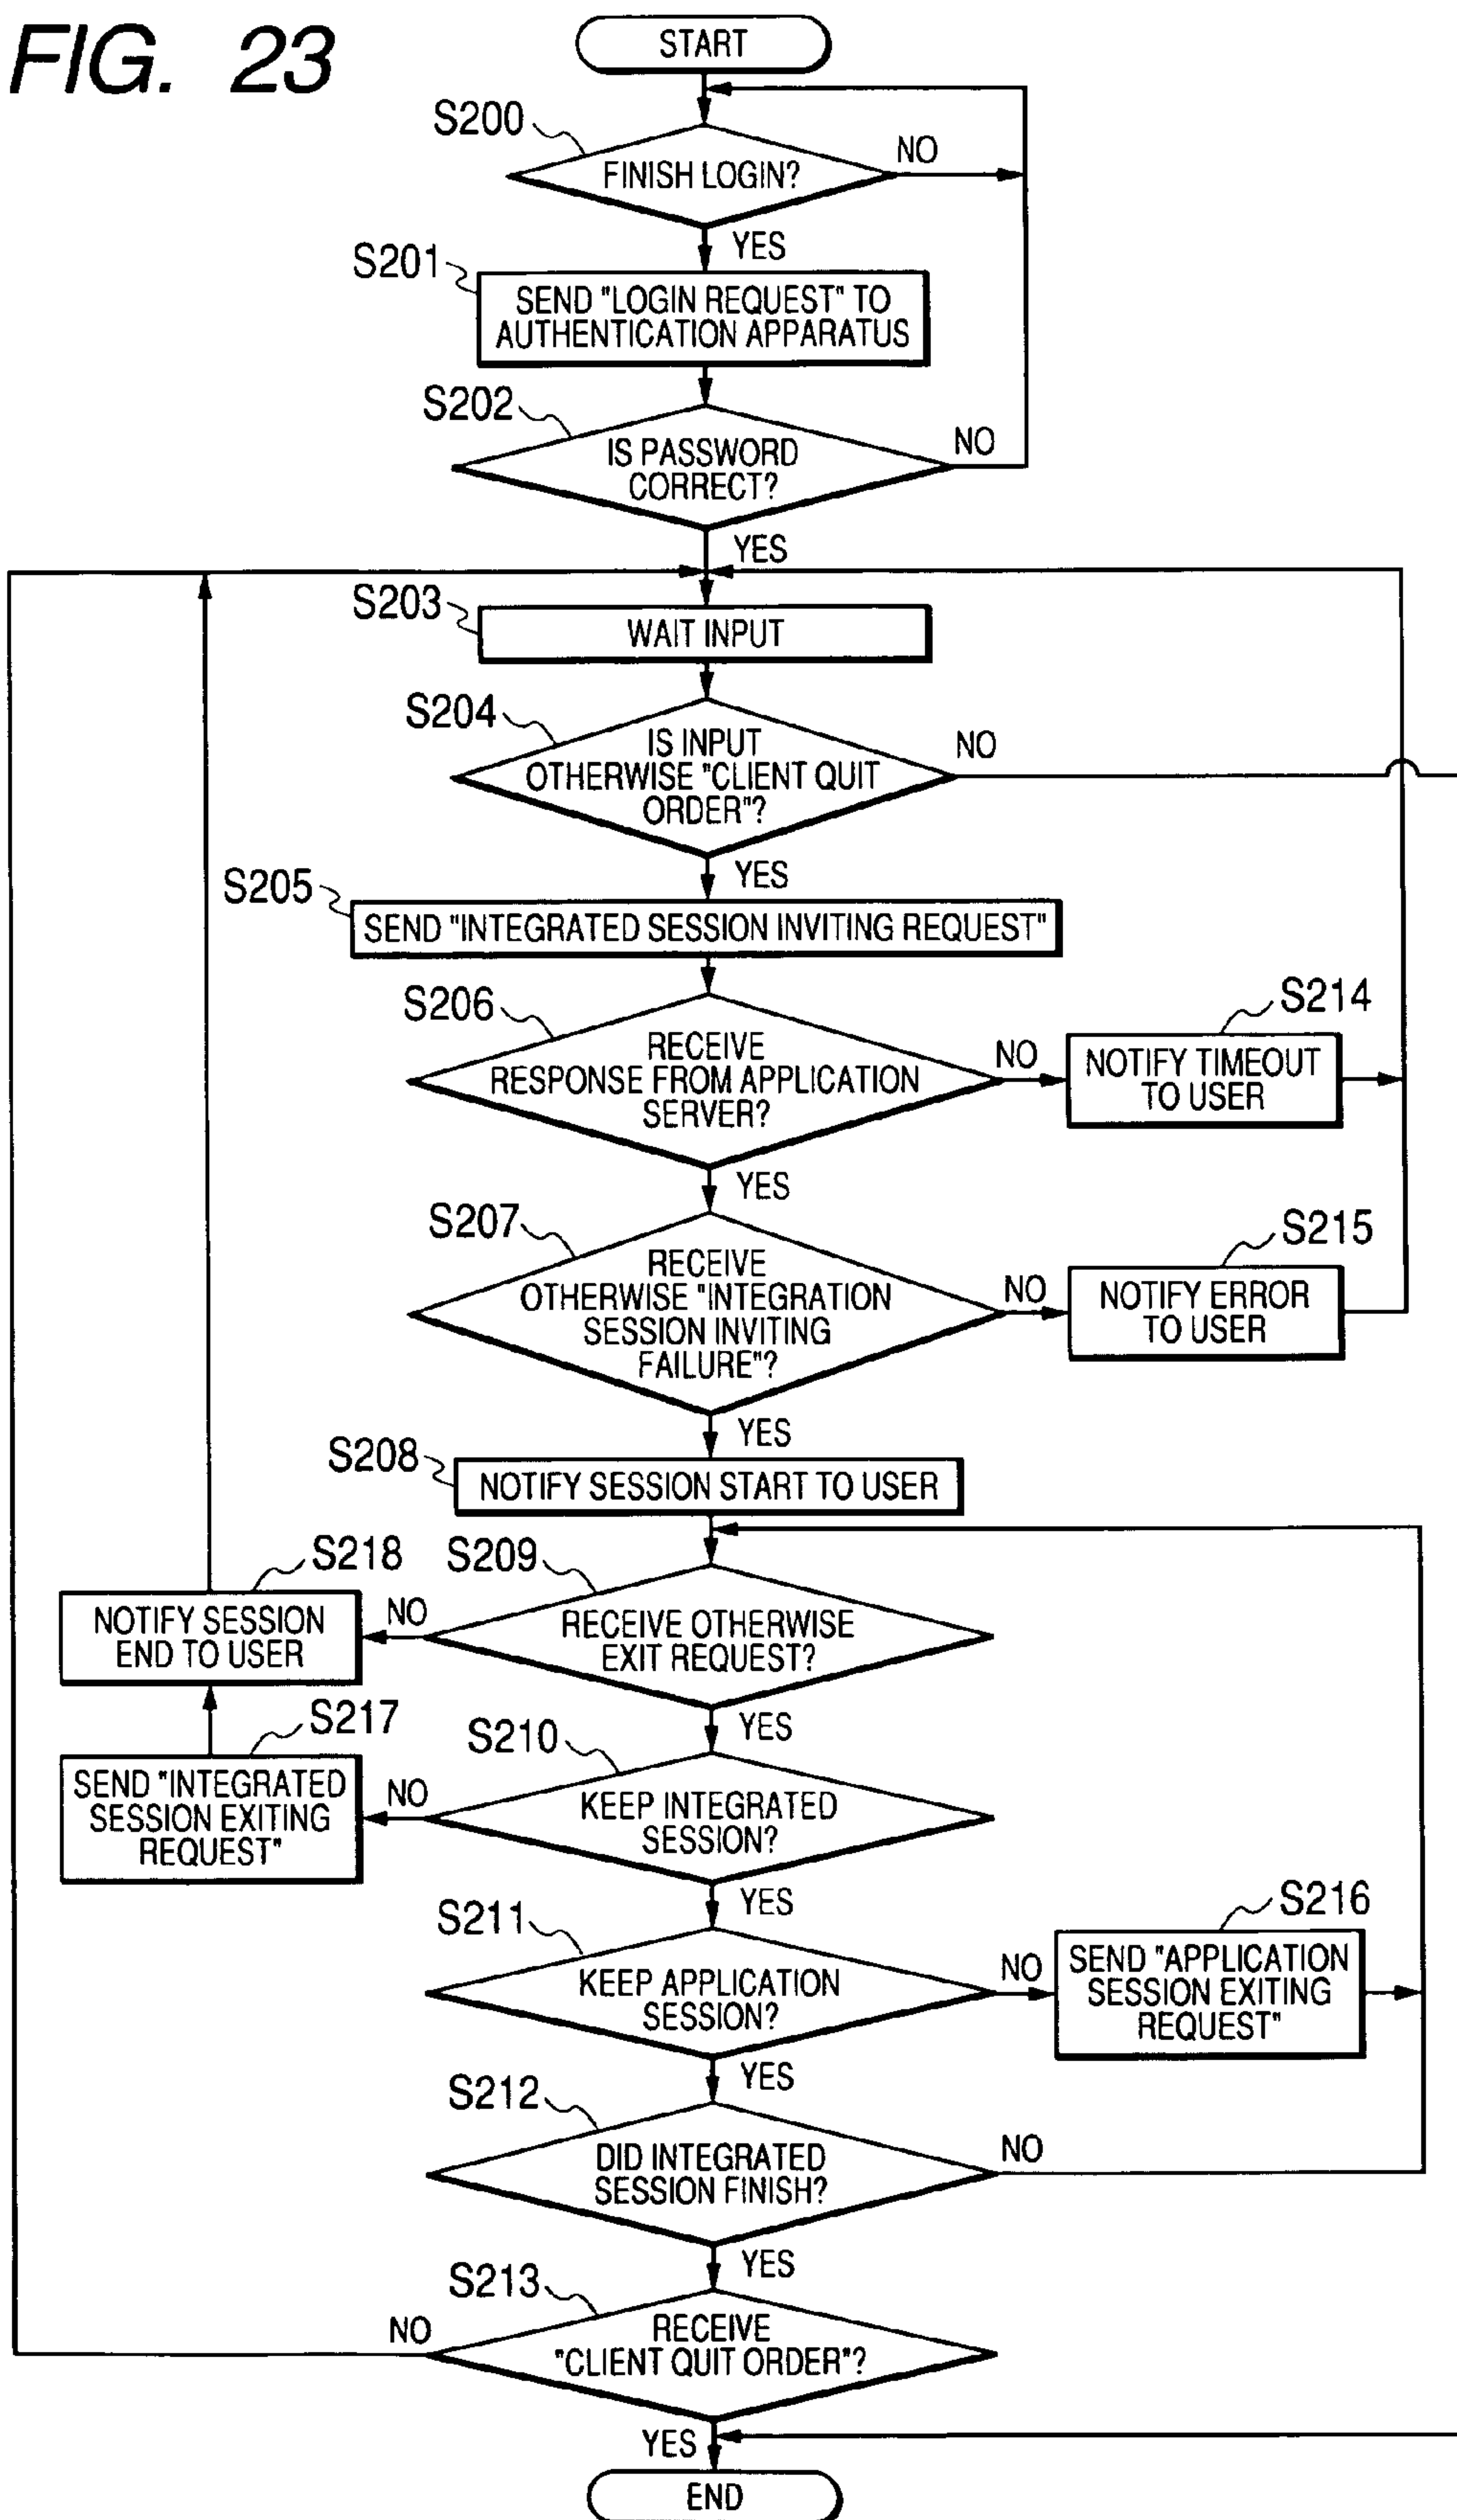 FIG. 23
START
S200
FINISH LOGIN?
NO
YES
S201
SEND "LOGIN REQUEST" TO
AUTHENTICATION APPARATUS
S202
IS PASSWORD
CORRECT?
NO
YES
S203
WAIT INPUT
S204
IS INPUT
OTHERWISE "CLIENT QUIT
ORDER"?
NO
YES
S205
SEND "INTEGRATED SESSION INVITING REQUEST"
S206
RECEIVE
RESPONSE FROM APPLICATION
SERVER?
NO
S214
NOTIFY TIMEOUT
TO USER
YES
S207
RECEIVE
OTHERWISE "INTEGRATION
SESSION INVITING
FAILURE"?
NO
S215
NOTIFY ERROR
TO USER
YES
S208
NOTIFY SESSION START TO USER
S218
NOTIFY SESSION
END TO USER
NO
S209
RECEIVE OTHERWISE
EXIT REQUEST?
YES
S217
SEND "INTEGRATED
SESSION EXITING
REQUEST"
NO
S210
KEEP INTEGRATED
SESSION?
YES
S211
KEEP APPLICATION
SESSION?
NO
S216
SEND "APPLICATION
SESSION EXITING
REQUEST"
YES
S212
DID INTEGRATED
SESSION FINISH?
NO
YES
S213
NO
RECEIVE
"CLIENT QUIT ORDER"?
YES
END